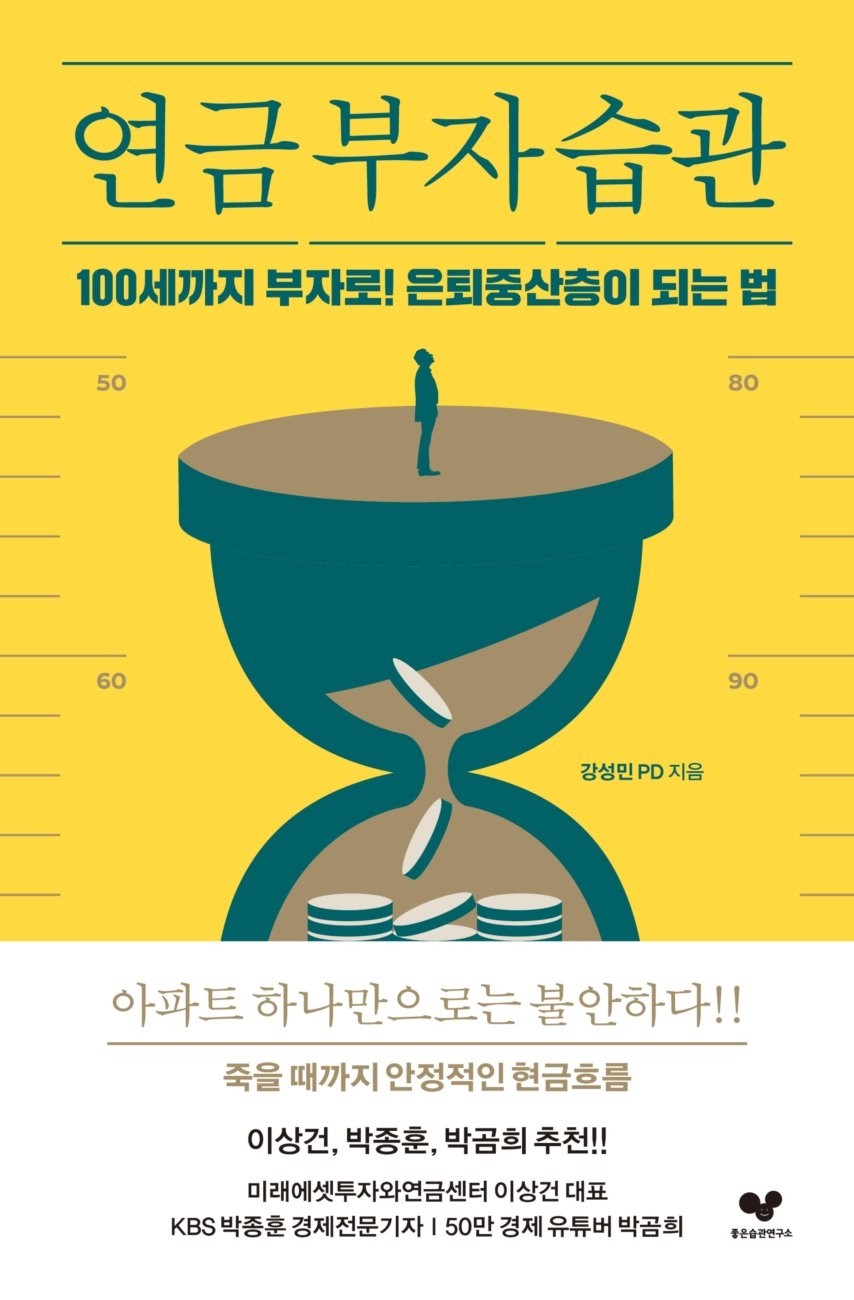 연금 부자 습관
100세까지 부자로! 은퇴중산층이 되는 법
50
80
60
90
강성민 PD 지음
아파트 하나만으로는 불안하다!!
죽을 때까지 안정적인 현금흐름
이상건, 박종훈, 박곰희 추천!!
미래에셋투자와연금센터 이상건 대표
KBS 박종훈 경제전문기자 | 50만 경제 유튜버 박곰희
좋은습관연구소